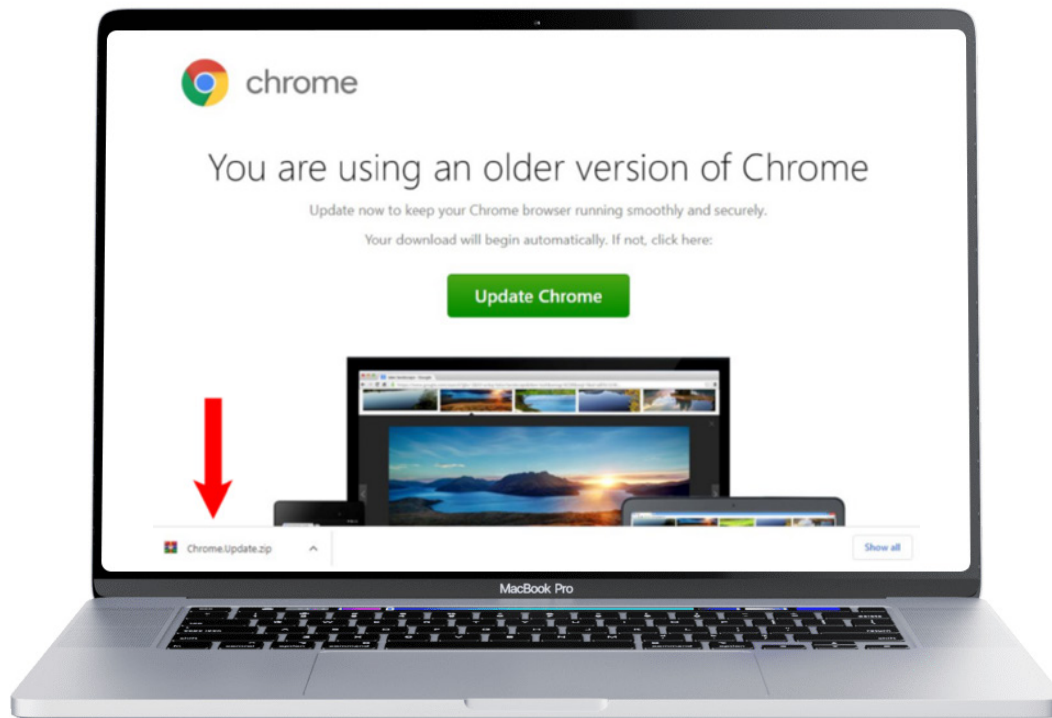 chrome
You are using an older version of Chrome
Update now to keep your Chrome browser running smoothly and securely.
Your download will begin automatically. If not, click here:
Update Chrome
Chrome.Update.zip
Show all
MacBook Pro